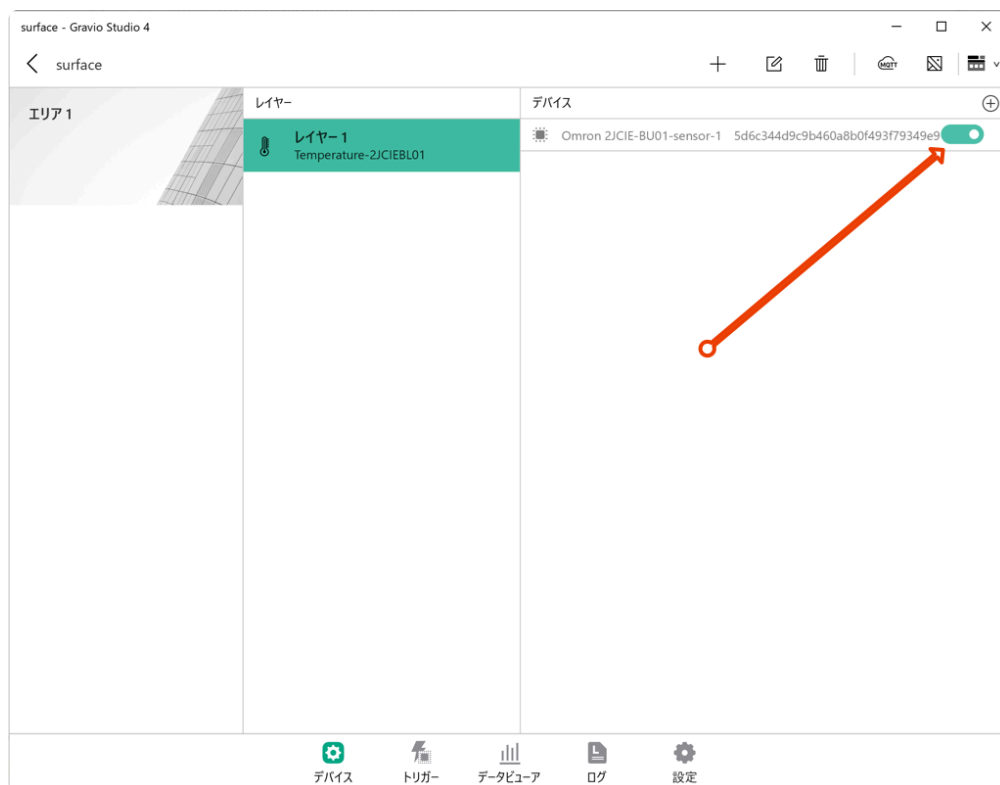 surface - Gravio Studio 4
surface
MQTT
エリア 1
レイヤー
レイヤー 1
Temperature-2JCIEBL01
デバイス
Omron 2JCIE-BU01-sensor-1 5d6c344d9c9b460a8b0f493f79349e9
デバイス
トリガー
データビューア
ログ
設定